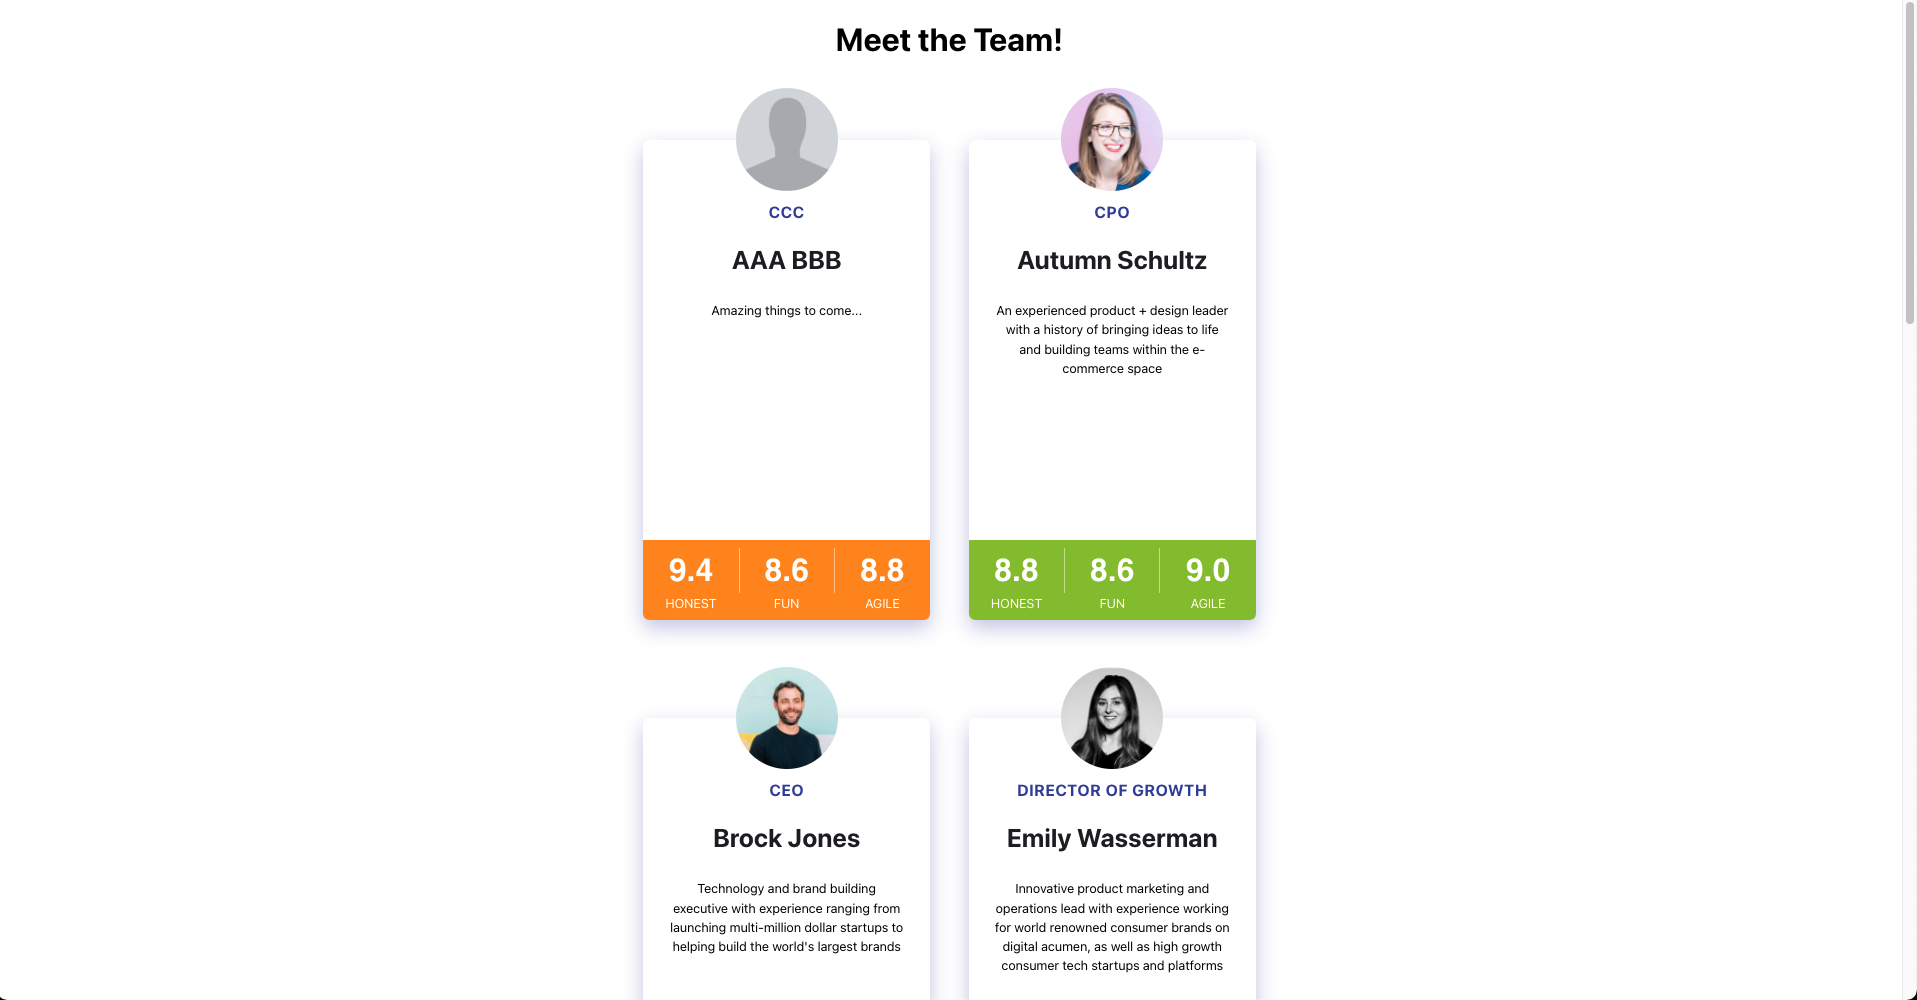 Meet the Team!
CCC
AAA BBB
Amazing things to come...
9.4 8.6 8.8
HONEST FUN AGILE
CPO
Autumn Schultz
An experienced product + design leader
with a history of bringing ideas to life
and building teams within the e-
commerce space
8.8 8.6 9.0
HONEST FUN AGILE
CEO
Brock Jones
Technology and brand building
executive with experience ranging from
launching multi-million dollar startups to
helping build the world's largest brands
DIRECTOR OF GROWTH
Emily Wasserman
Innovative product marketing and
operations lead with experience working
for world renowned consumer brands on
digital acumen, as well as high growth
consumer tech startups and platforms